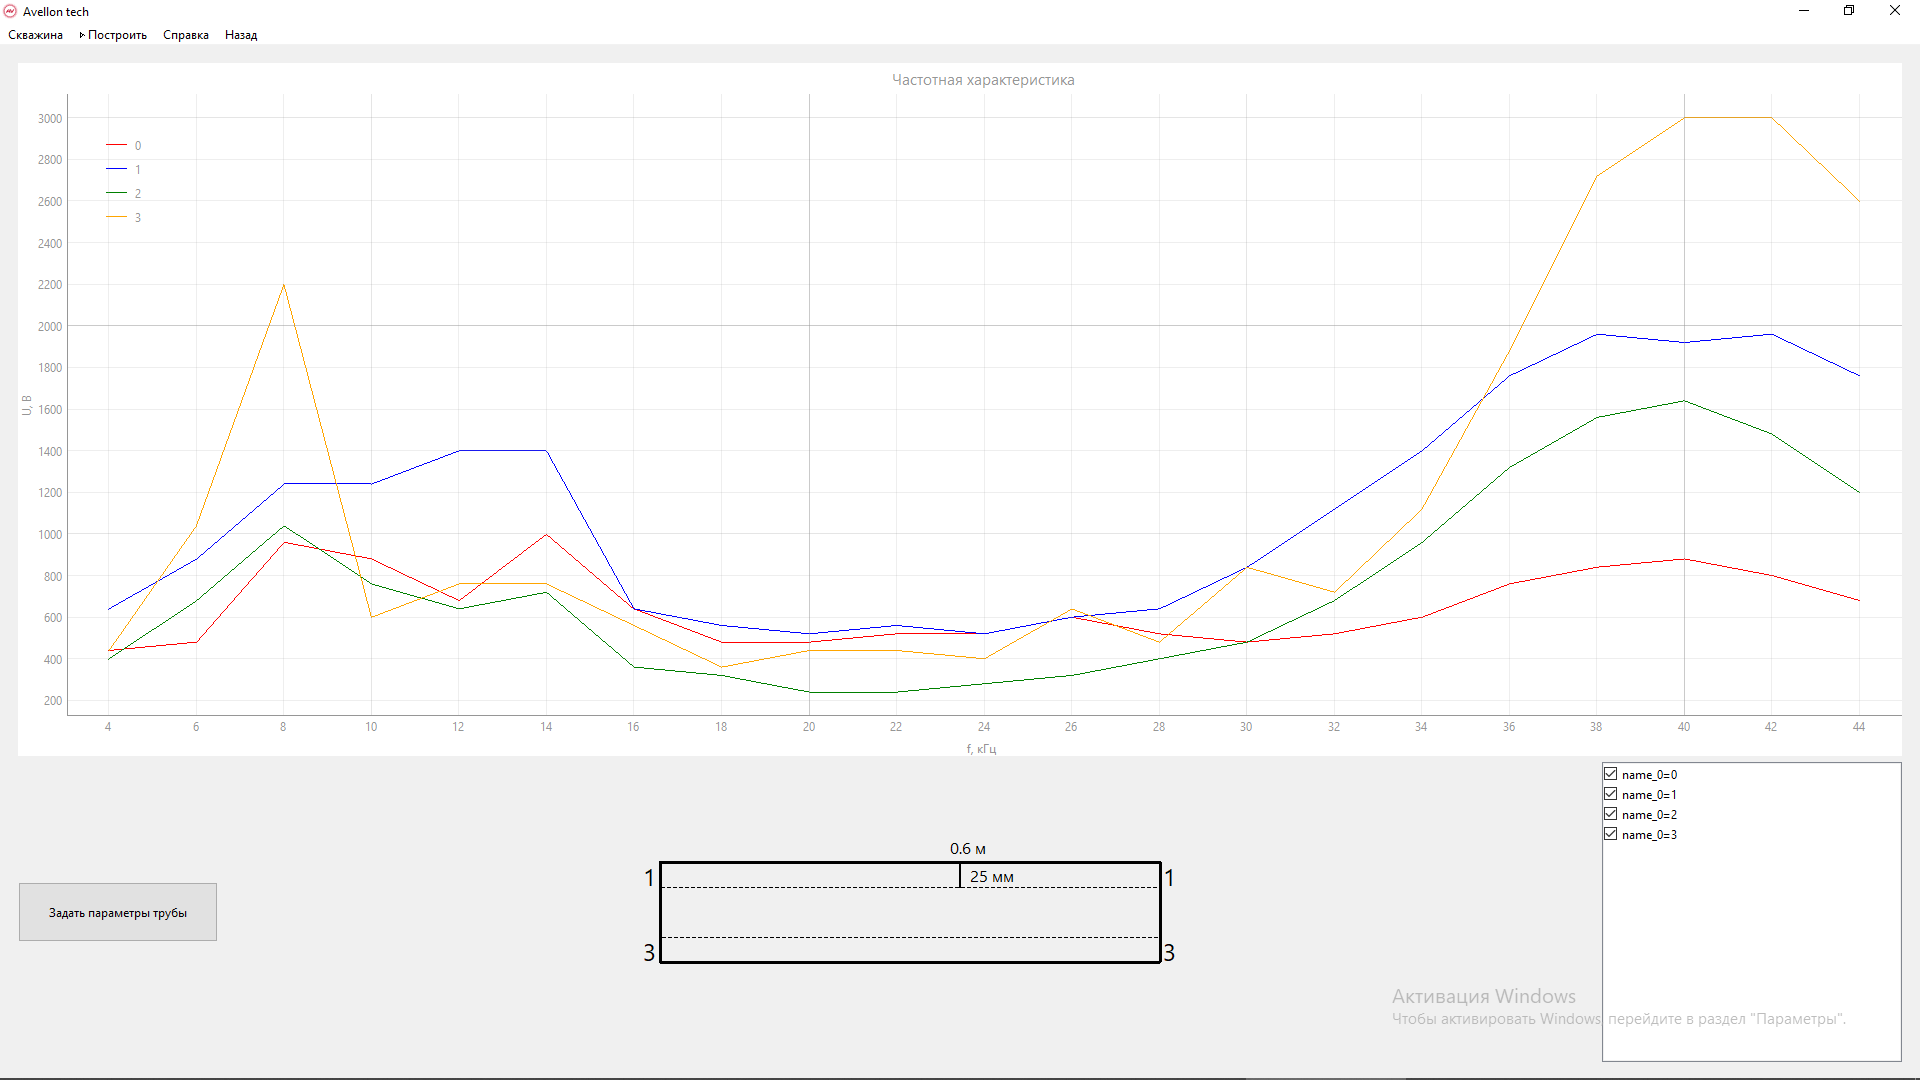 Avellon tech
Скважина Построить Справка Назад
Частотная характеристика
3000
2800
2600
2400
2200
2000
1800
1600
1400
1200
1000
800
600
400
200
U, В
0
1
2
3
4 6 8 10 12 14 16 18 20 22 24 26 28 30 32 34 36 38 40 42 44
f, кГц
name_0=0
name_0=1
name_0=2
name_0=3
0.6 м
1 25 мм 1
3 3
Задать параметры трубы
Активация Windows
Чтобы активировать Windows, перейдите в раздел "Параметры".